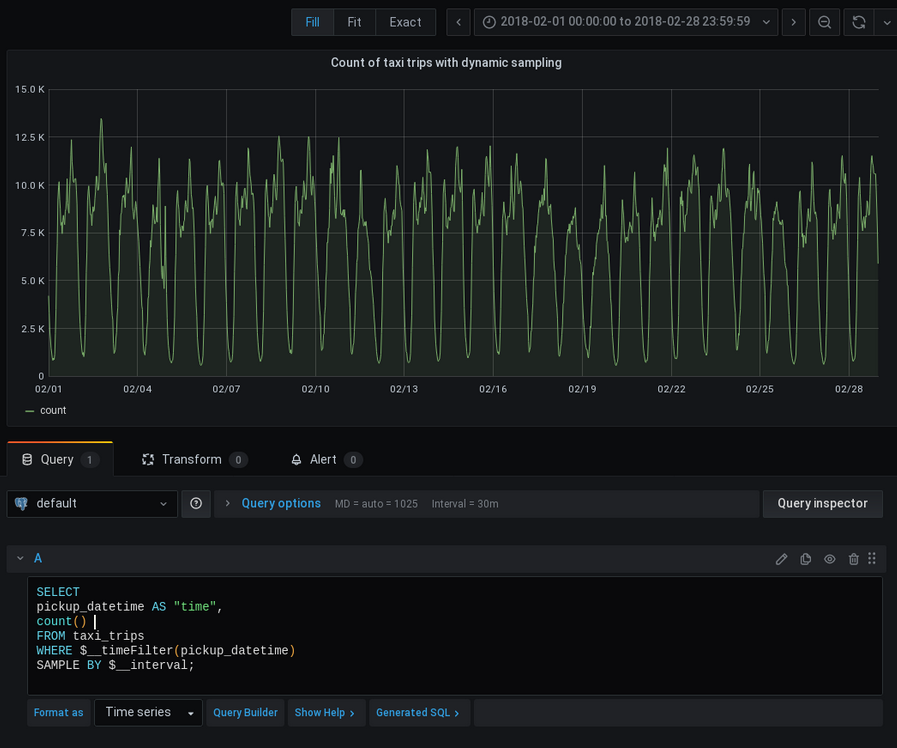 Fill Fit Exact 2018-02-01 00:00:00 to 2018-02-28 23:59:59
Count of taxi trips with dynamic sampling
15.0 K
12.5 K
10.0 K
7.5 K
5.0 K
2.5 K
0
02/01 02/04 02/07 02/10 02/13 02/16 02/19 02/22 02/25 02/28
count
Query 1 Transform 0 Alert 0
default Query options MD = auto = 1025 Interval = 30m Query inspector
A
SELECT
pickup_datetime AS "time",
count()
FROM taxi_trips
WHERE $__timeFilter(pickup_datetime)
SAMPLE BY $__interval;
Format as Time series Query Builder Show Help Generated SQL